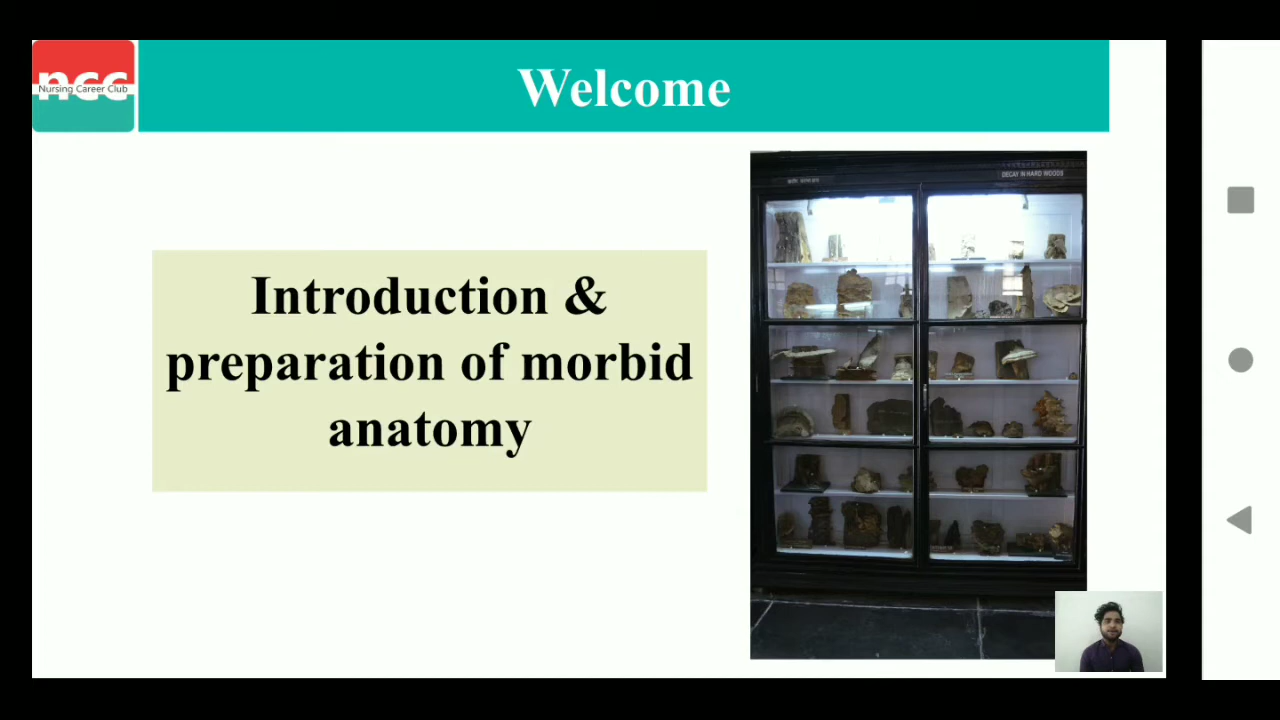 ncc
Nursing Career Club
Welcome
Introduction &
preparation of morbid
anatomy
DECAY IN HARD WOODS